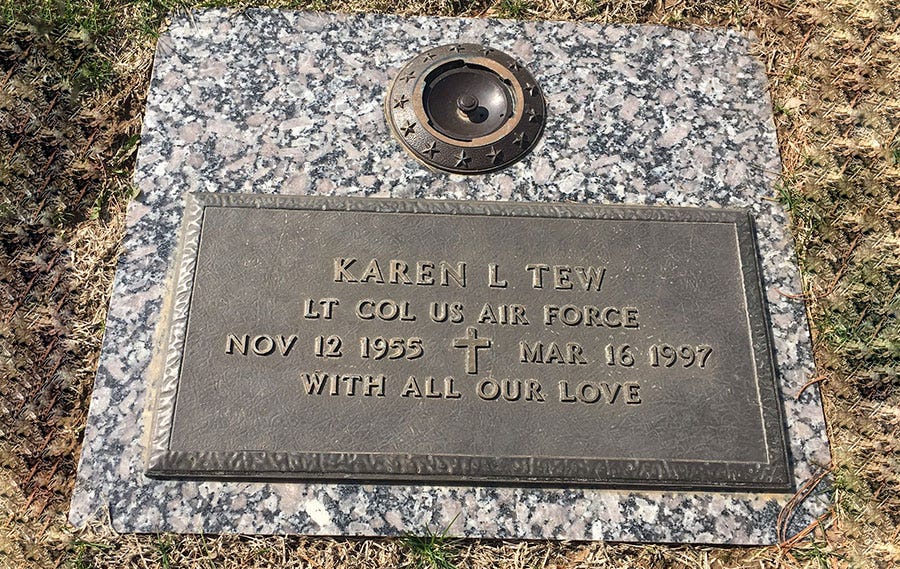 KAREN L TEW
LT COL US AIR FORCE
NOV 12 1955 MAR 16 1997
WITH ALL OUR LOVE